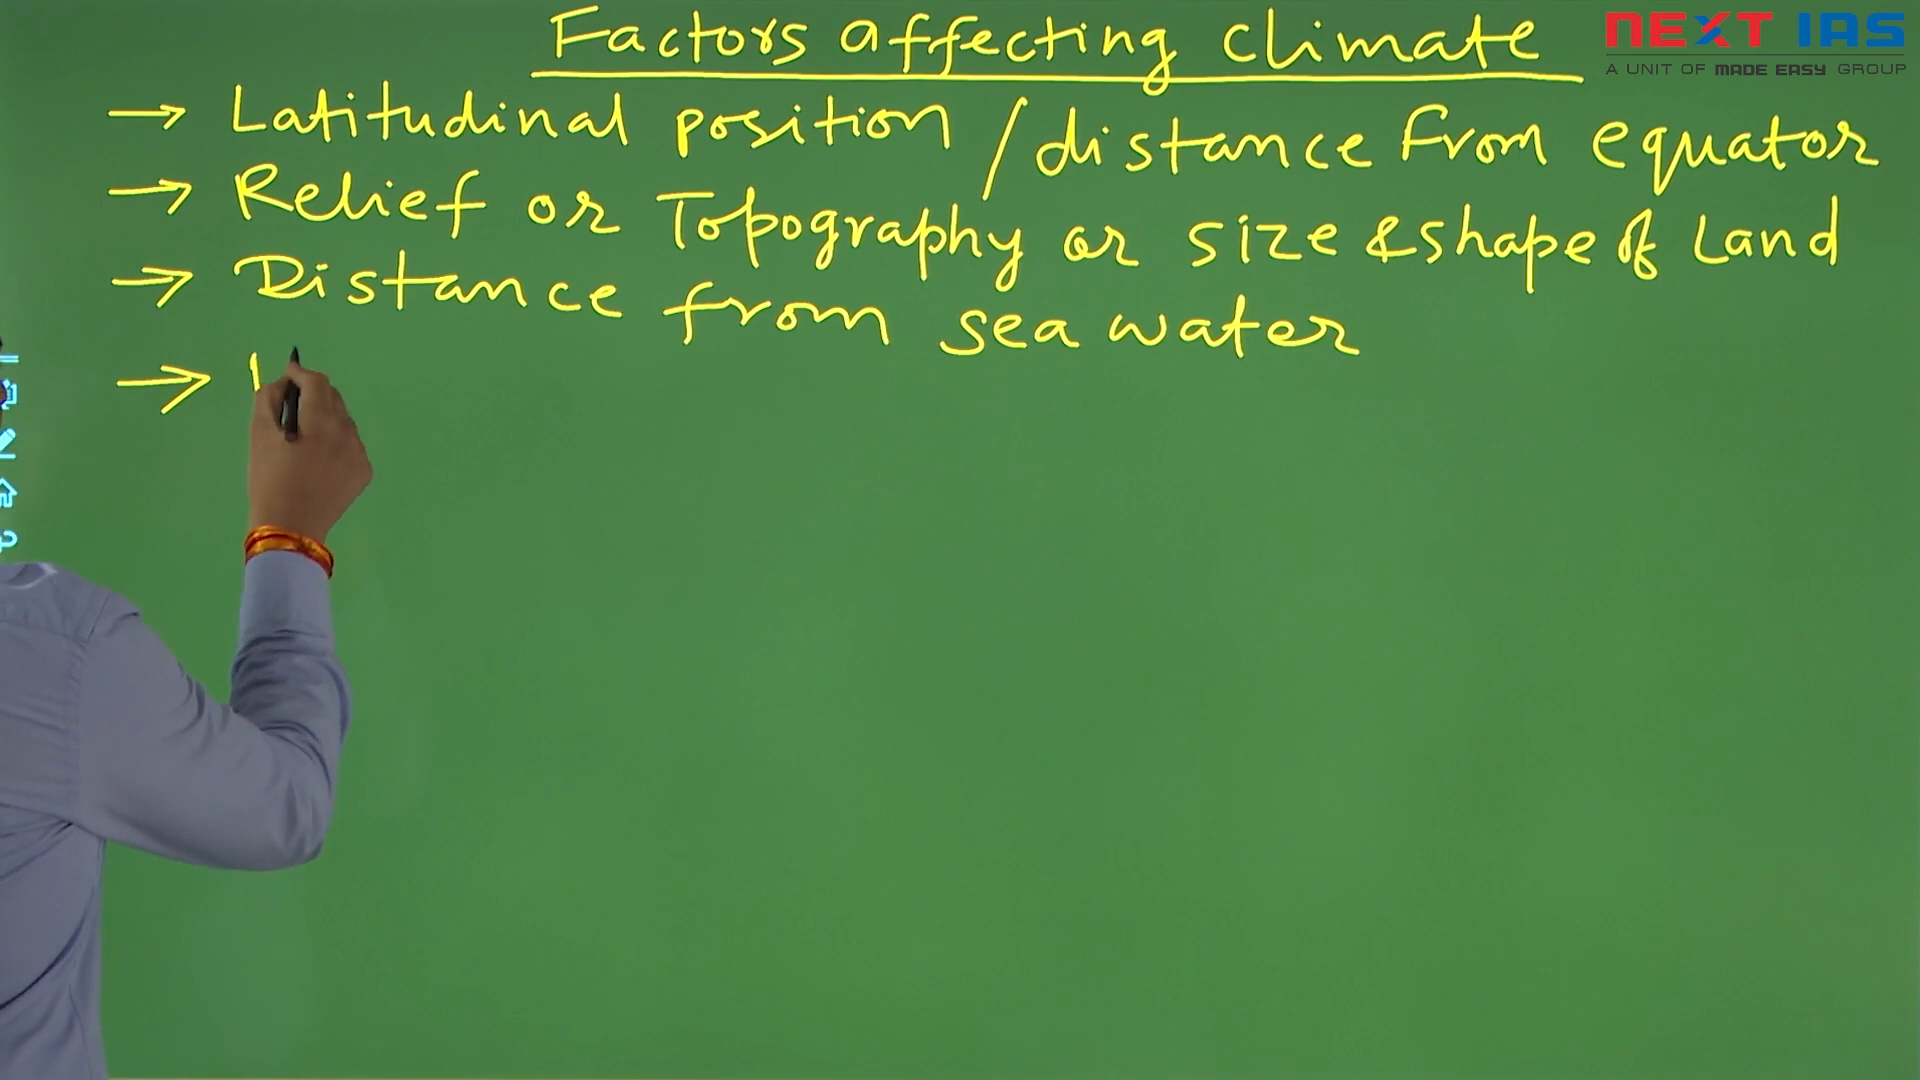 Factors affecting climate
NEXT IAS
A UNIT OF MADE EASY GROUP
→ Latitudinal position / distance from equator
→ Relief or Topography or size & shape of Land
→ Distance from sea water
→